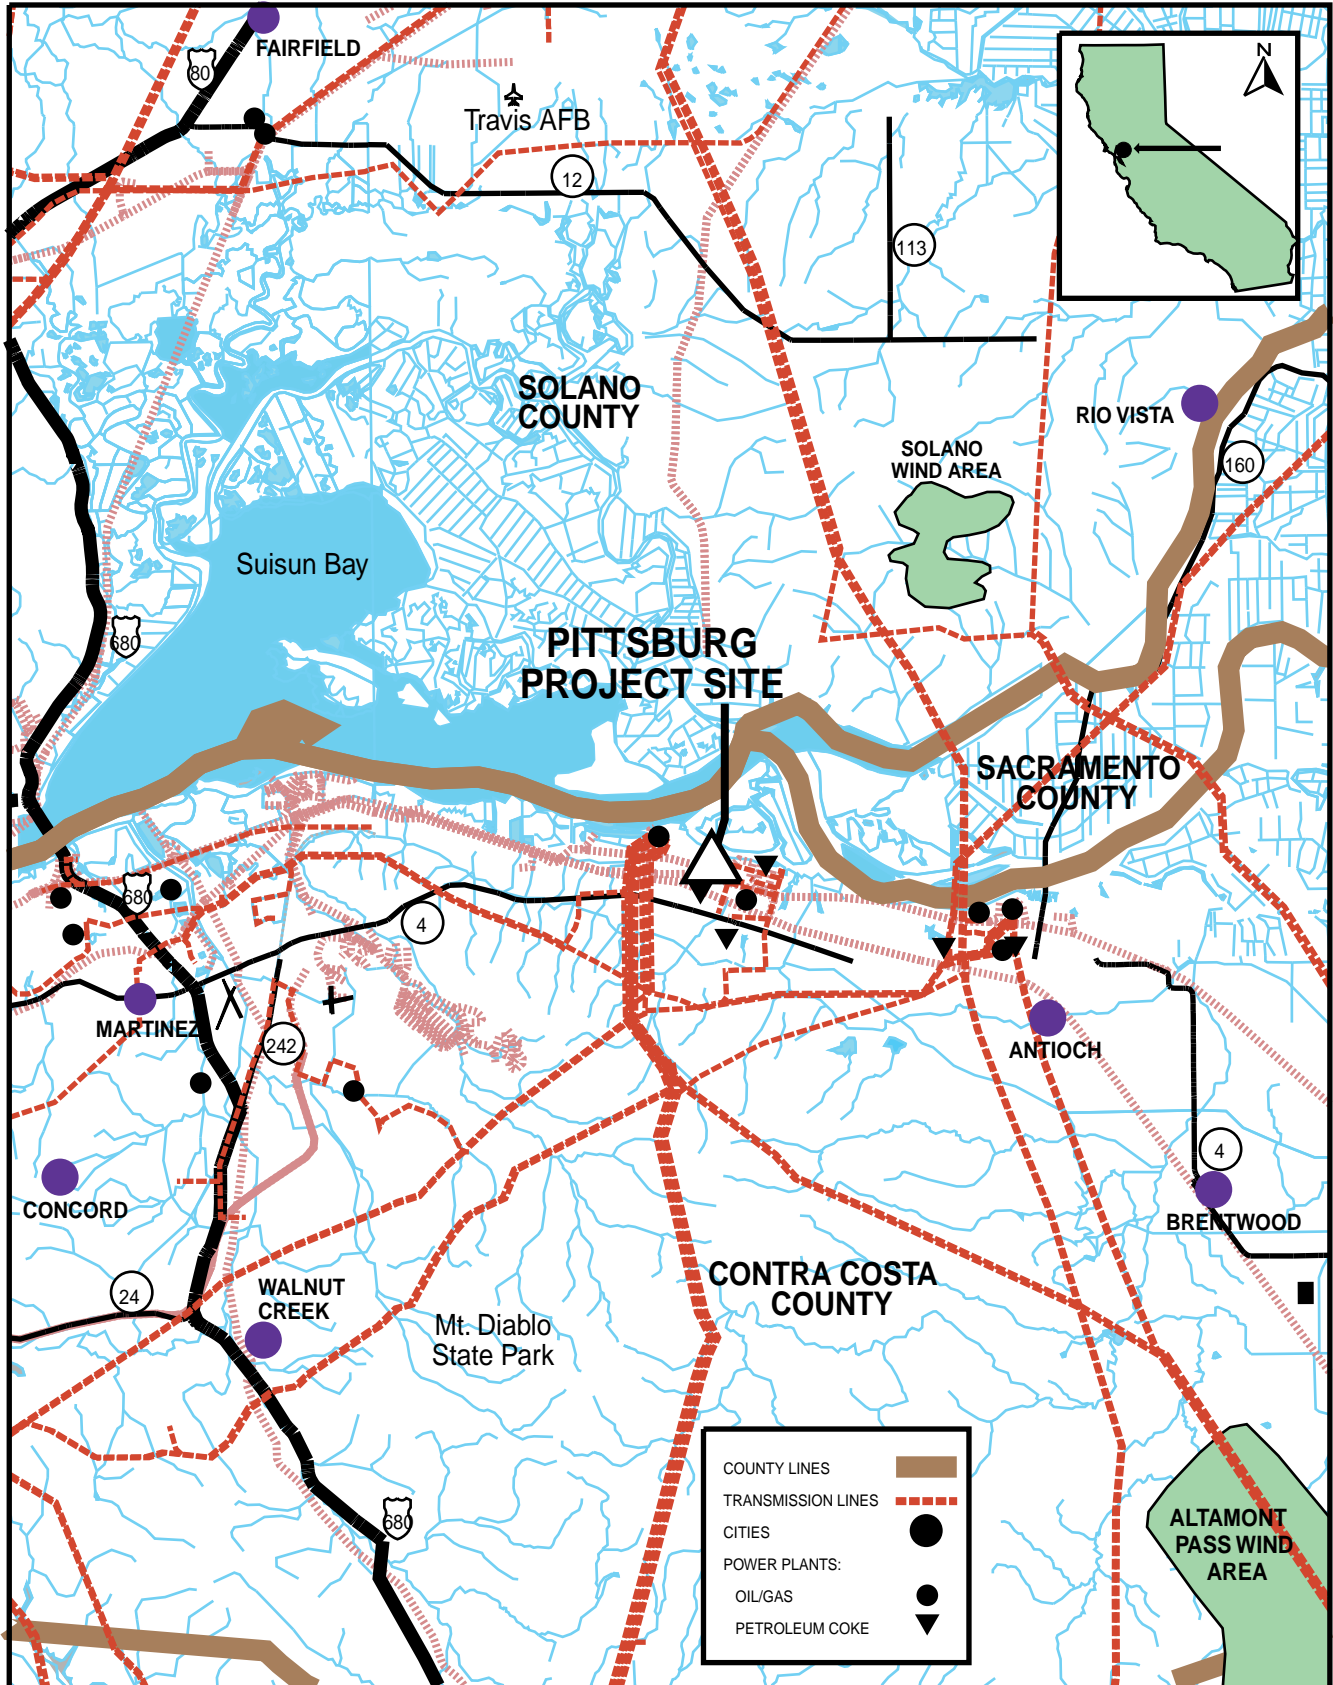 FAIRFIELD
80
Travis AFB
N
12
113
SOLANO
COUNTY
RIO VISTA
SOLANO
WIND AREA
160
Suisun Bay
680
PITTSBURG
PROJECT SITE
SACRAMENTO
COUNTY
680
4
MARTINEZ
242
ANTIOCH
4
CONCORD
BRENTWOOD
24
WALNUT
CREEK
CONTRA COSTA
COUNTY
Mt. Diablo
State Park
680
COUNTY LINES
TRANSMISSION LINES
CITIES
POWER PLANTS:
OIL/GAS
PETROLEUM COKE
ALTAMONT
PASS WIND
AREA